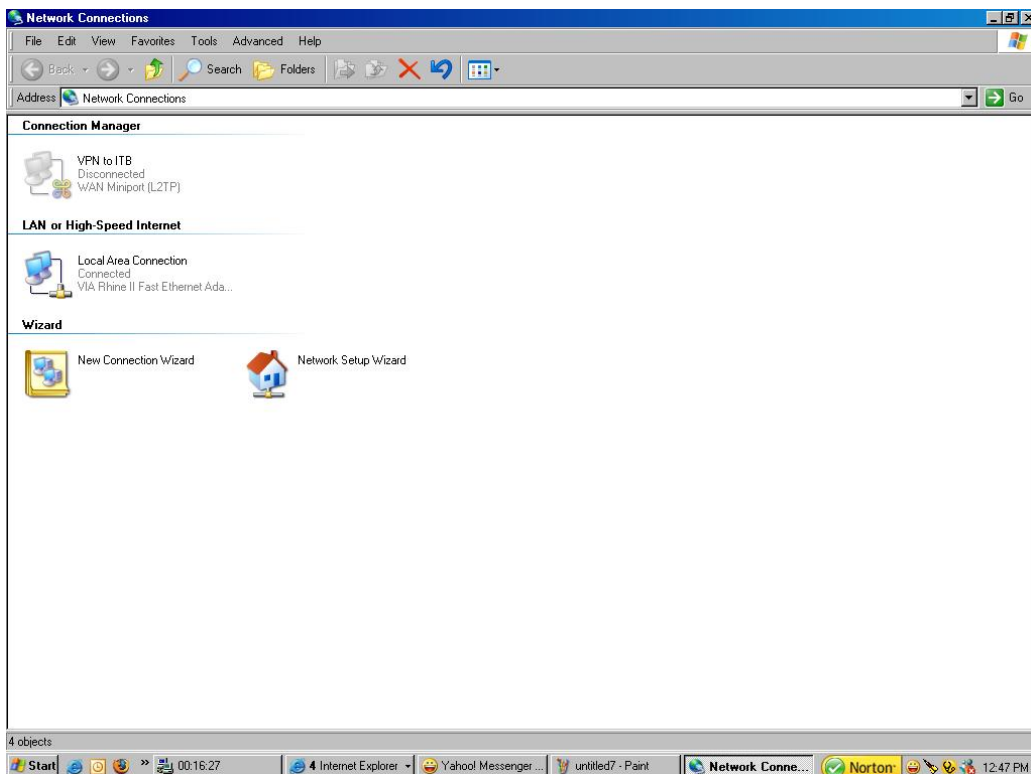 Network Connections
File Edit View Favorites Tools Advanced Help
Back Search Folders
Address Network Connections Go
Connection Manager
VPN to ITB
Disconnected
WAN Miniport (L2TP)
LAN or High-Speed Internet
Local Area Connection
Connected
VIA Rhine II Fast Ethernet Ada...
Wizard
New Connection Wizard
Network Setup Wizard
4 objects
Start » 00:16:27 4 Internet Explorer Yahoo! Messenger ... untitled7 - Paint Network Conne... Norton· 12:47 PM